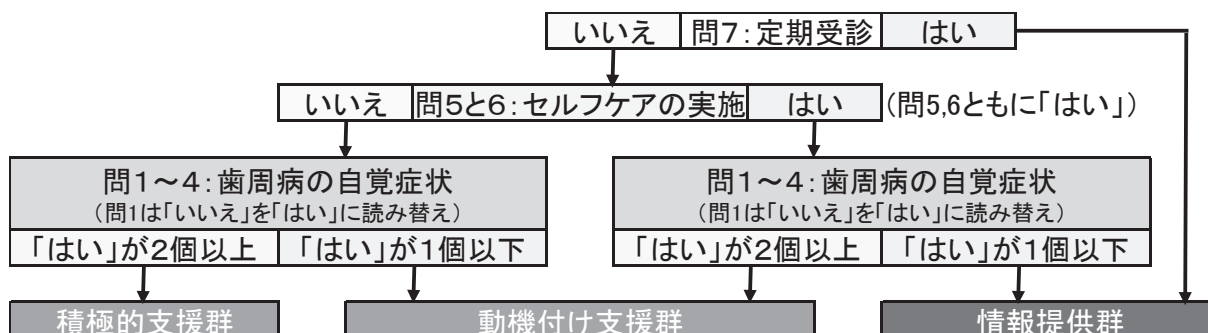 いいえ 問7:定期受診 はい
いいえ 問5と6:セルフケアの実施 はい (問5,6ともに「はい」)
問1～4:歯周病の自覚症状 問1～4:歯周病の自覚症状
(問1は「いいえ」を「はい」に読み替え) (問1は「いいえ」を「はい」に読み替え)
「はい」が2個以上 「はい」が1個以下 「はい」が2個以上 「はい」が1個以下
積極的支援群 動機付け支援群 情報提供群